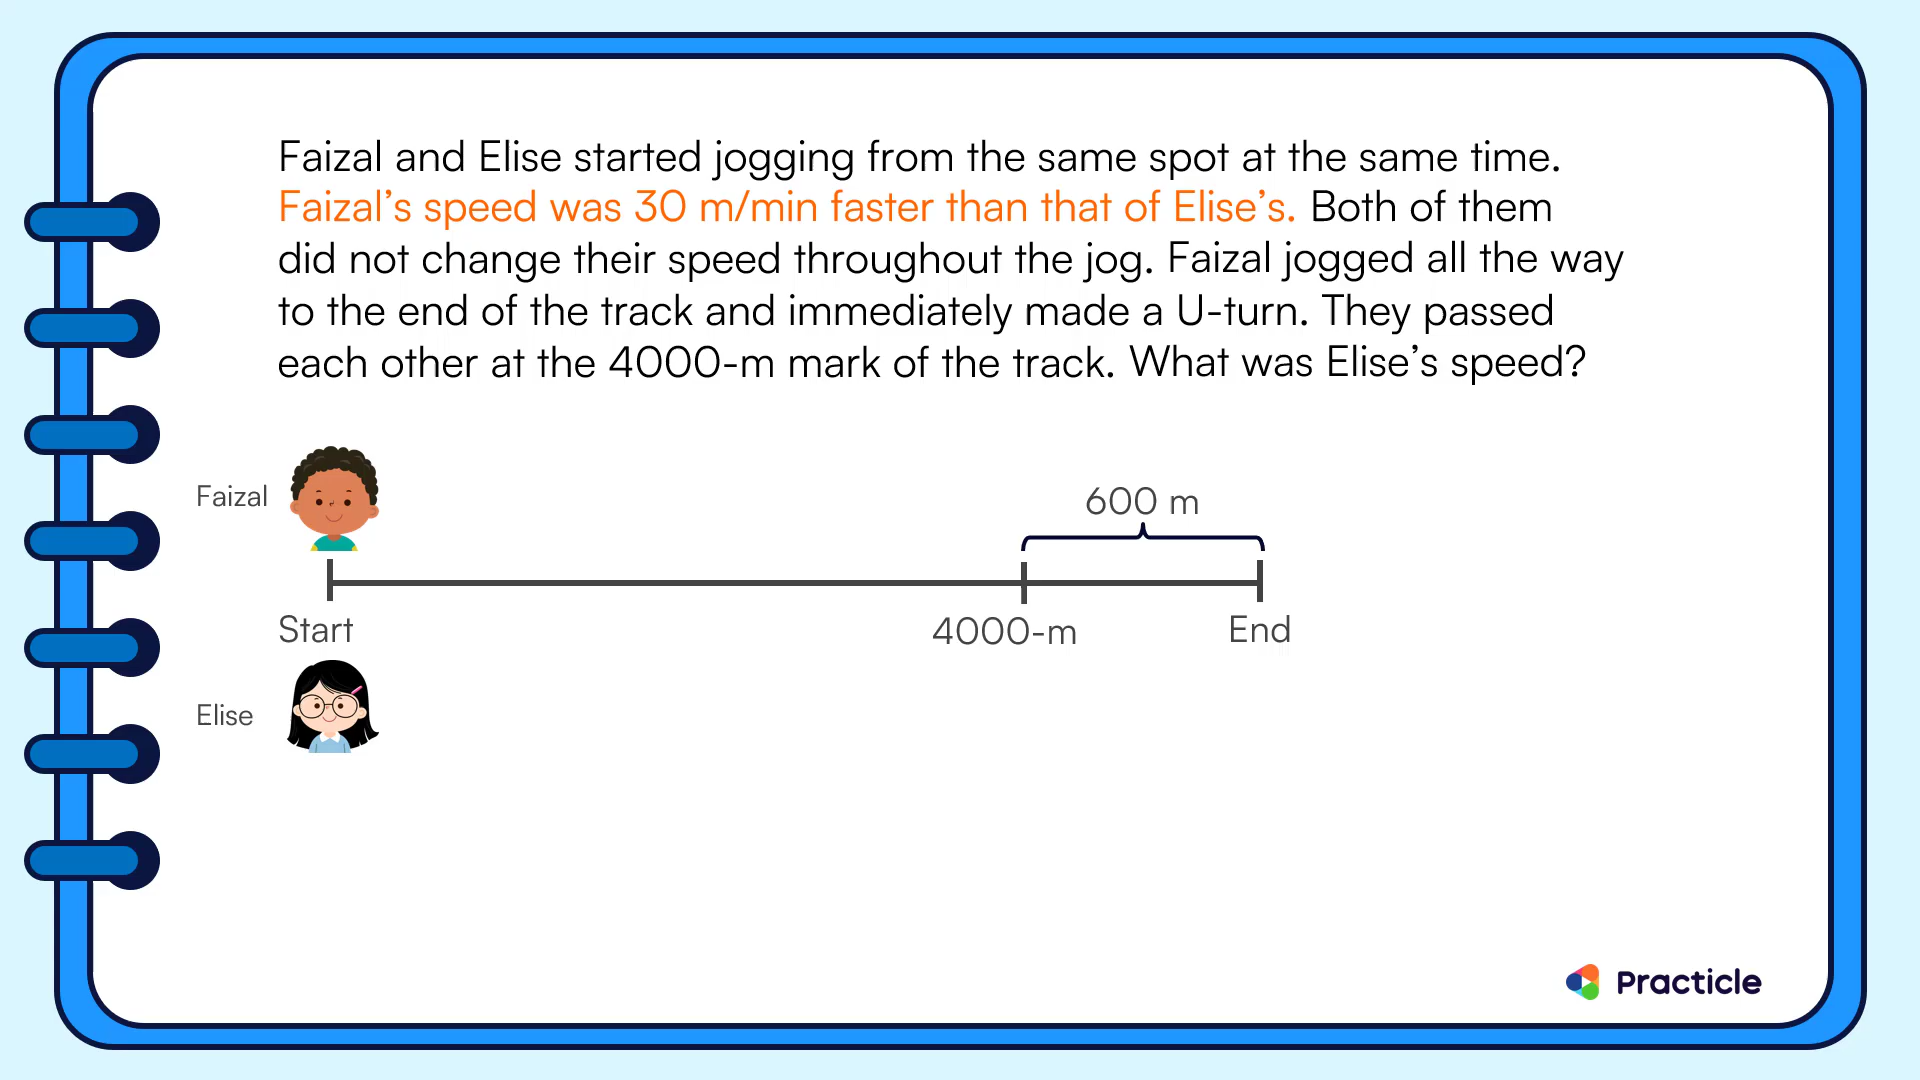 Faizal and Elise started jogging from the same spot at the same time.
Faizal’s speed was 30 m/min faster than that of Elise’s. Both of them
did not change their speed throughout the jog. Faizal jogged all the way
to the end of the track and immediately made a U-turn. They passed
each other at the 4000-m mark of the track. What was Elise’s speed?
Faizal
600 m
Start
4000-m
End
Elise
Practicle